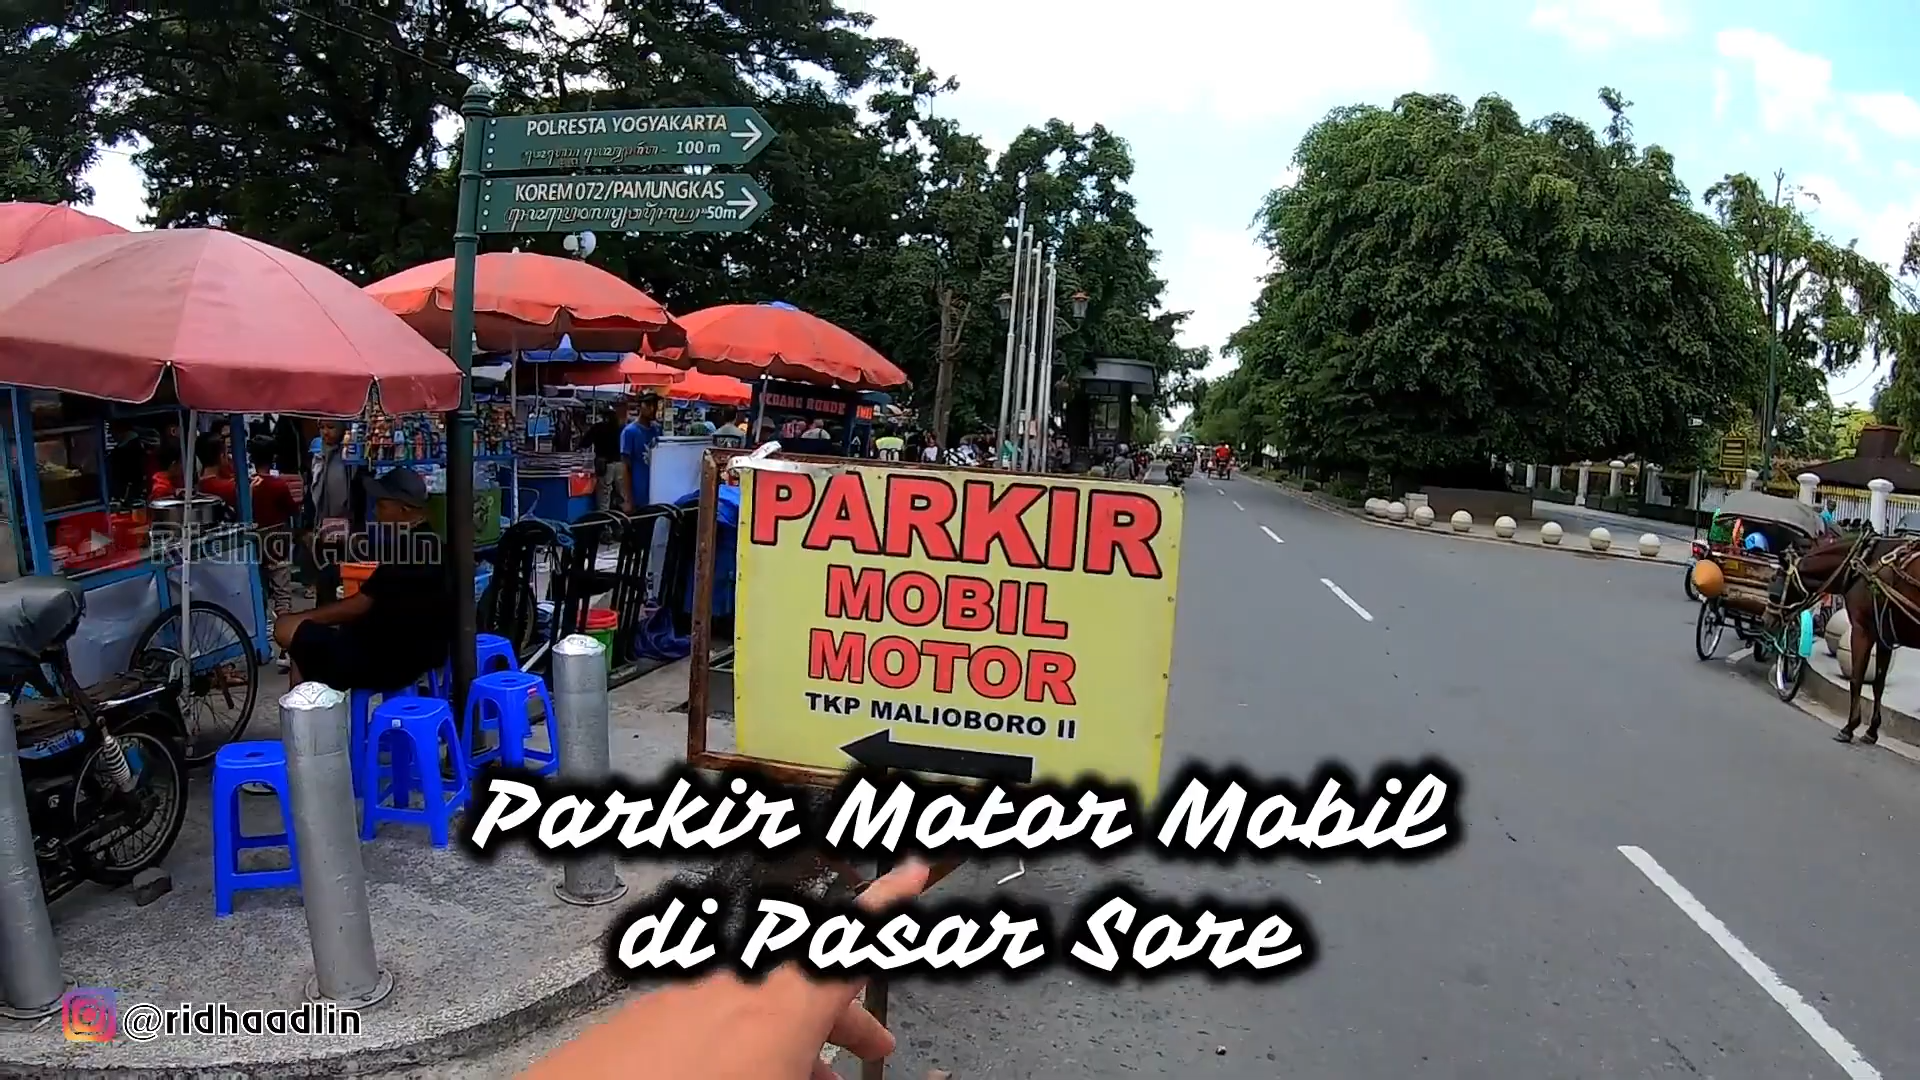 POLRESTA YOGYAKARTA
100 m
KOREM 072/PAMUNGKAS
50m
RONDE
Ridha Adlin
PARKIR
MOBIL
MOTOR
TKP MALIOBORO II
Parkir Motor Mobil
di Pasar Sore
@ridhaadlin